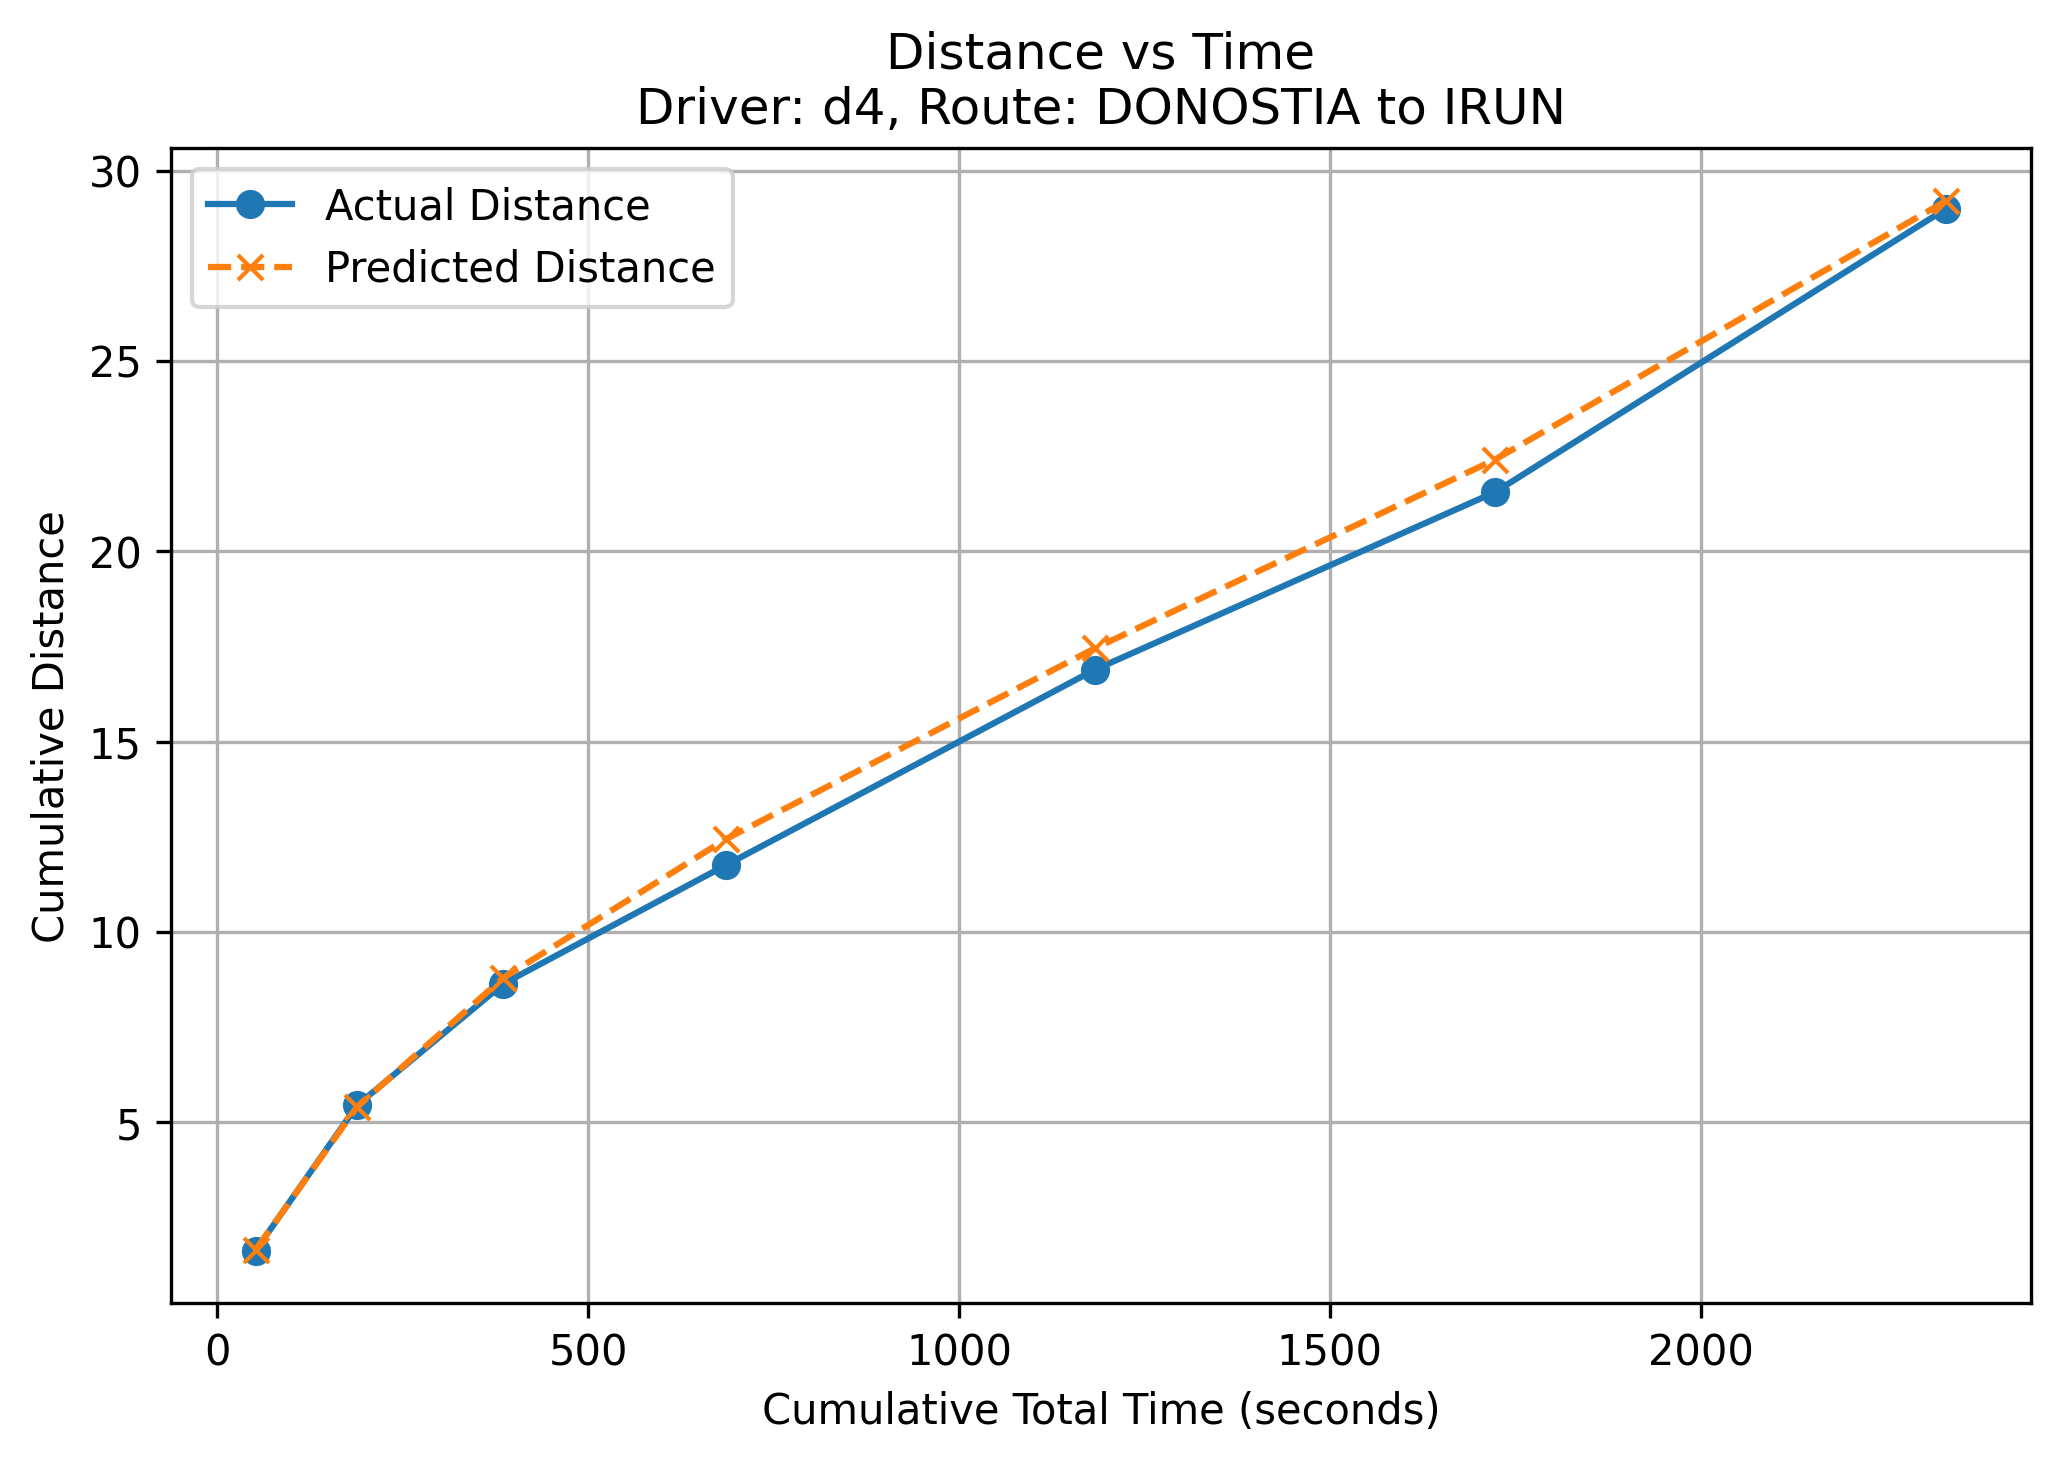 Distance vs Time
Driver: d4, Route: DONOSTIA to IRUN
Actual Distance
Predicted Distance
Cumulative Distance
30
25
20
15
10
5
0 500 1000 1500 2000
Cumulative Total Time (seconds)